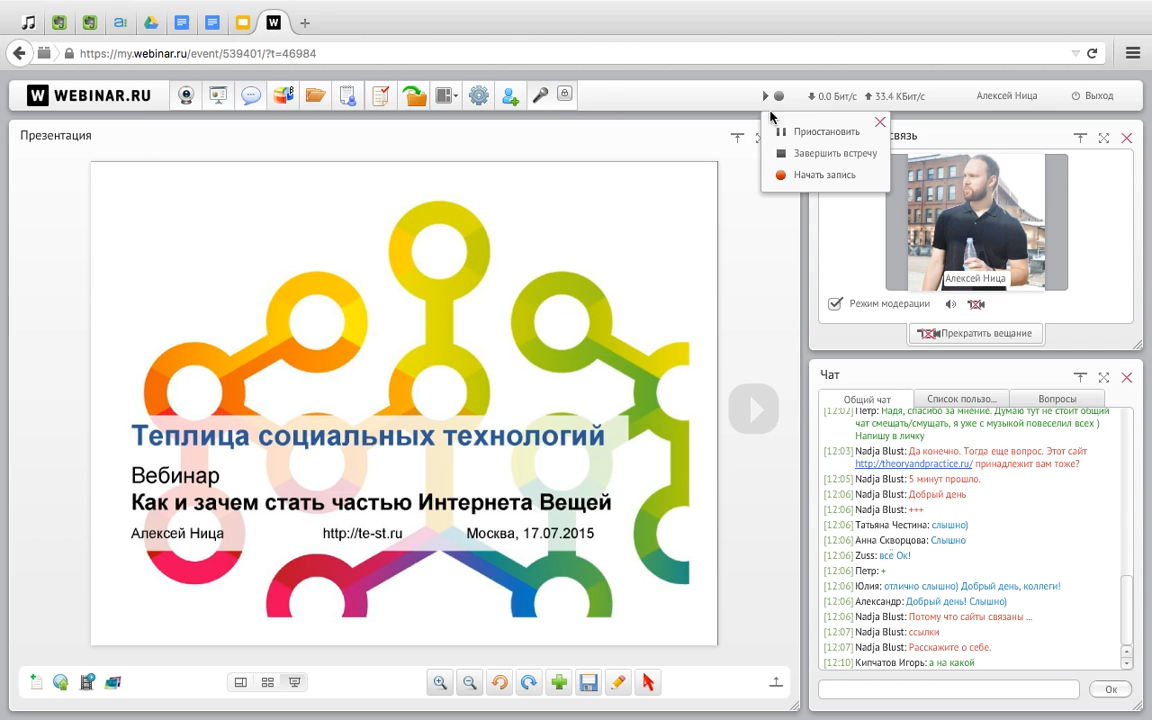 https://my.webinar.ru/event/539401/?t=46984
W WEBINAR.RU
0.0 Бит/с
33.4 КБит/с
Алексей Ница
Выход
Презентация
Приостановить
Завершить встречу
Начать запись
связь
Алексей Ница
Режим модерации
Прекратить вещание
Теплица социальных технологий
Вебинар
Как и зачем стать частью Интернета Вещей
Алексей Ница
http://te-st.ru
Москва, 17.07.2015
Чат
Общий чат
Список пользо...
Вопросы
[12:02] Петр: Надя, спасибо за мнение. Думаю тут не стоит общий
чат смещать/смущать, я уже с музыкой повеселил всех )
Напишу в личку
[12:03] Nadja Blust: Да конечно. Тогда еще вопрос. Этот сайт
http://theoryandpractice.ru/ принадлежит вам тоже?
[12:05] Nadja Blust: 5 минут прошло.
[12:06] Nadja Blust: Добрый день
[12:06] Nadja Blust: +++
[12:06] Татьяна Честина: слышно)
[12:06] Анна Скворцова: Слышно
[12:06] Zuss: всё Ок!
[12:06] Петр: +
[12:06] Юлия: отлично слышно) Добрый день, коллеги!
[12:06] Александр: Добрый день! Слышно)
[12:06] Nadja Blust: Потому что сайты связаны ...
[12:07] Nadja Blust: ссылки
[12:07] Nadja Blust: Расскажите о себе.
[12:10] Кипчатов Игорь: а на какой
Ок